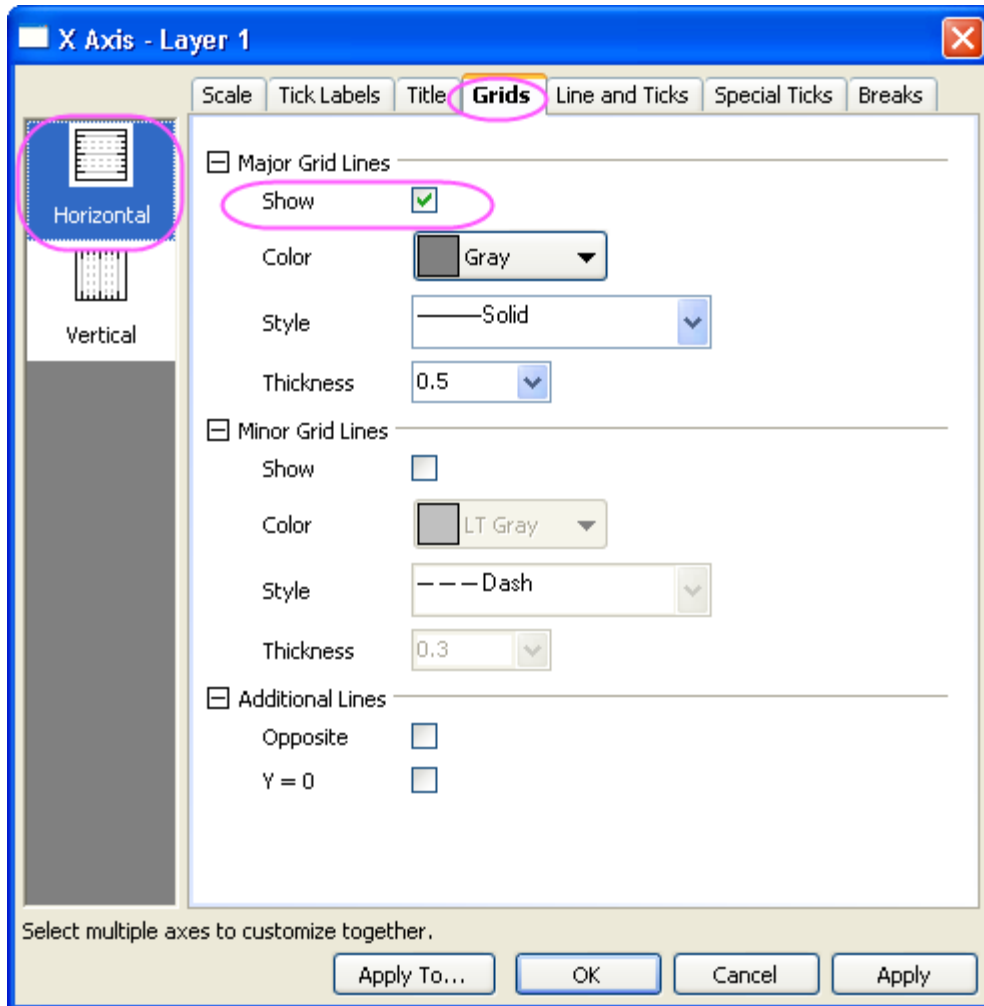 X Axis - Layer 1
Scale Tick Labels Title Grids Line and Ticks Special Ticks Breaks
Horizontal
Vertical
Major Grid Lines
Show
Color Gray
Style Solid
Thickness 0.5
Minor Grid Lines
Show
Color LT Gray
Style Dash
Thickness 0.3
Additional Lines
Opposite
Y = 0
Select multiple axes to customize together.
Apply To... OK Cancel Apply